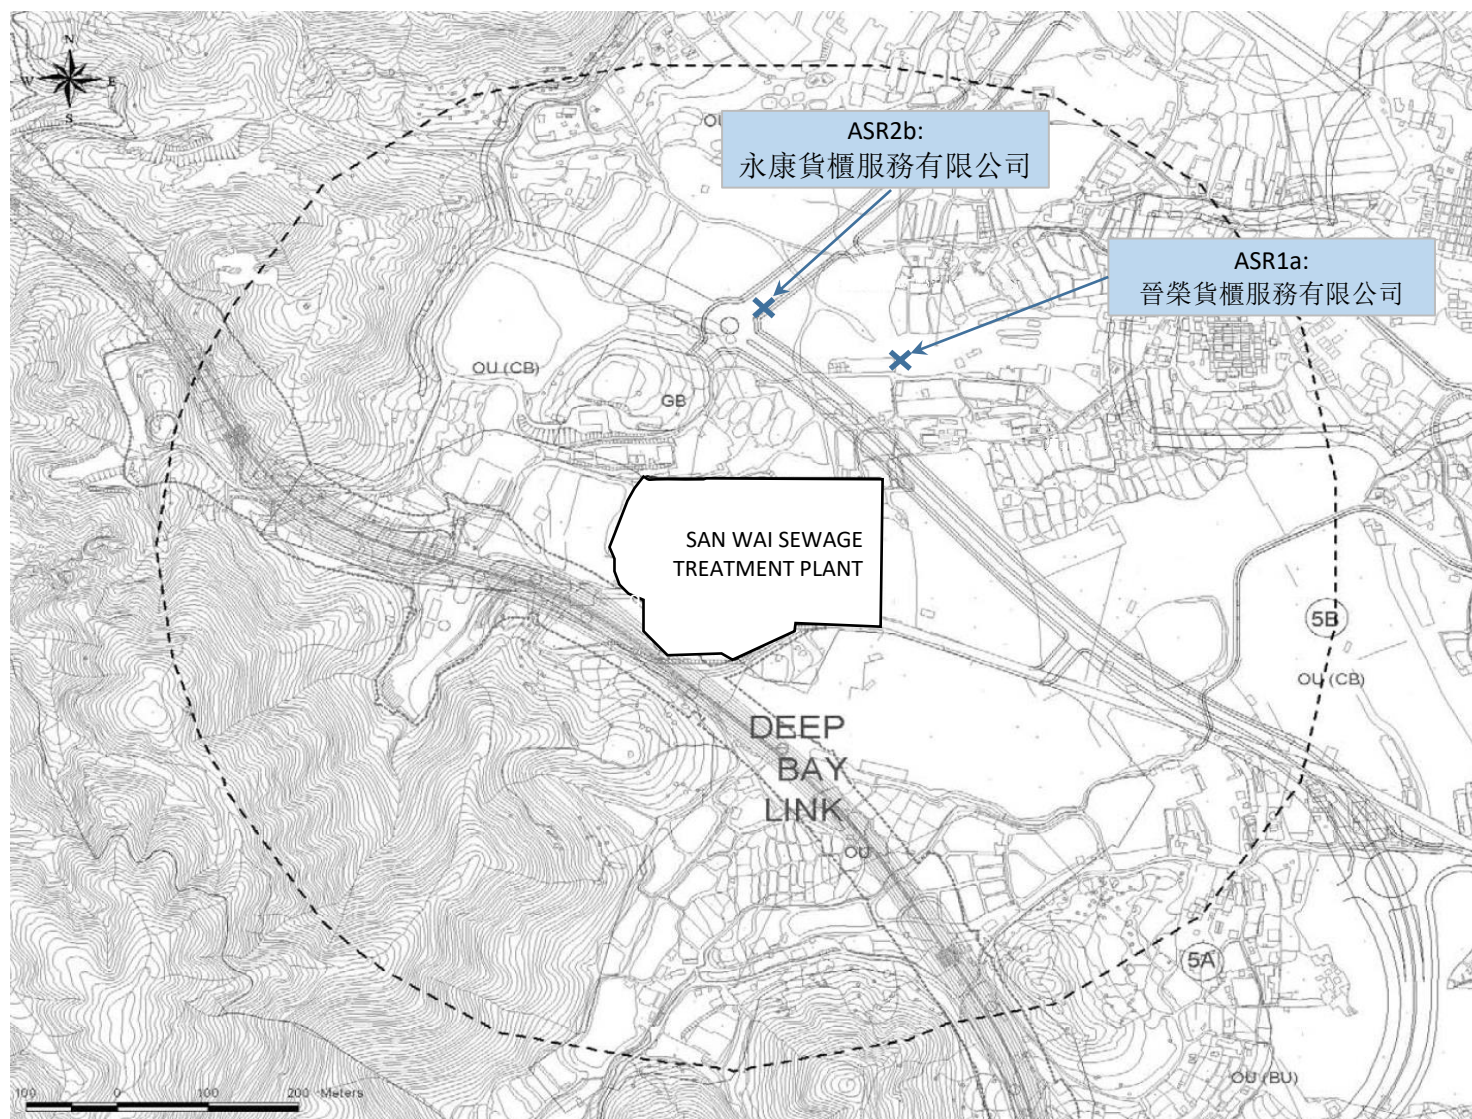 N
W E
S
OU
ASR2b:
永康貨櫃服務有限公司
ASR1a:
晉榮貨櫃服務有限公司
OU (CB)
GB
SAN WAI SEWAGE
TREATMENT PLANT
5B
OU (CB)
DEEP
BAY
LINK
OU
5A
OU (BU)
100 0 100 200 Meters